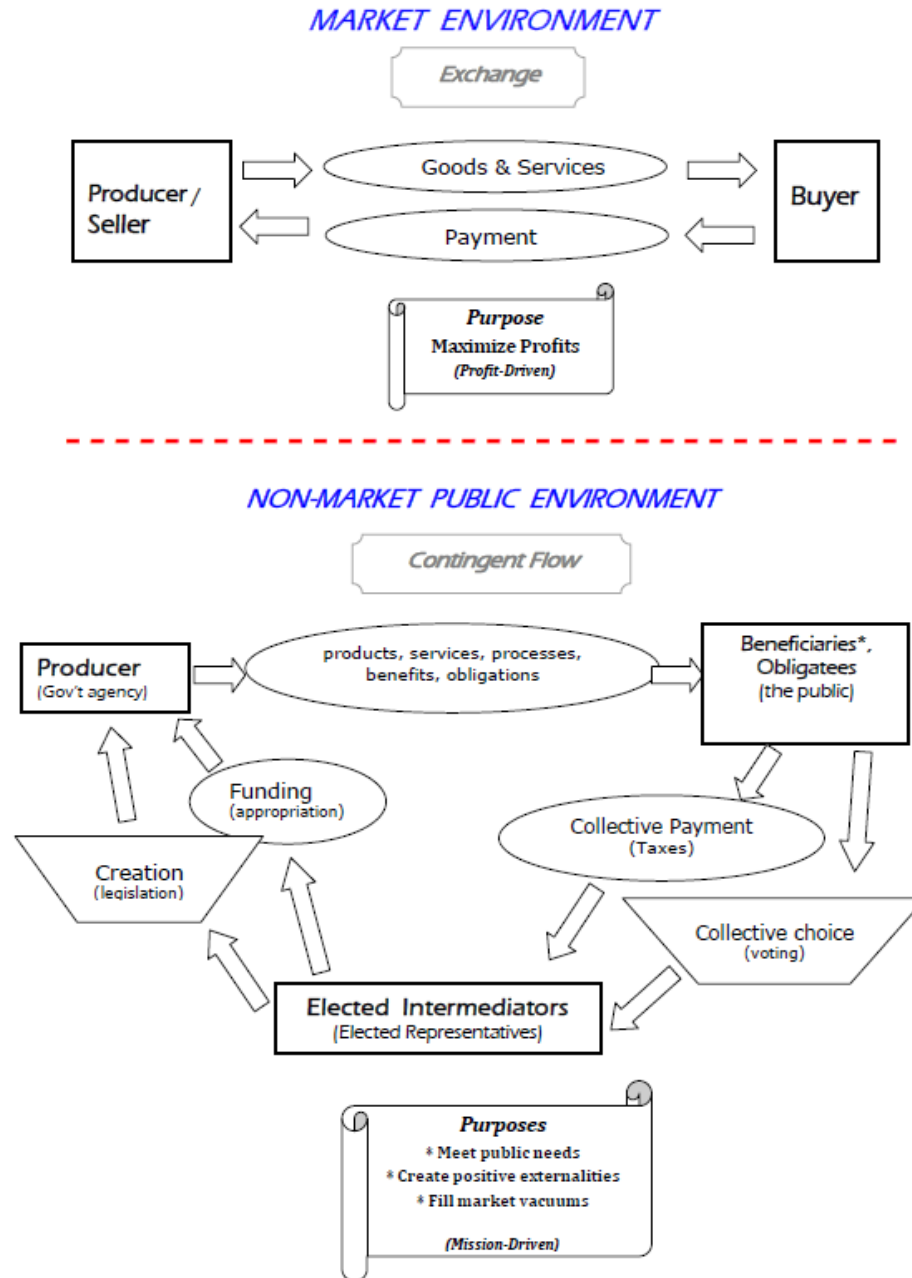 MARKET ENVIRONMENT
Exchange
Producer /
Seller
Goods & Services
Payment
Buyer
Purpose
Maximize Profits
(Profit-Driven)
NON-MARKET PUBLIC ENVIRONMENT
Contingent Flow
Producer
(Gov't agency)
products, services, processes,
benefits, obligations
Beneficiaries*,
Obligatees
(the public)
Funding
(appropriation)
Creation
(legislation)
Collective Payment
(Taxes)
Collective choice
(voting)
Elected Intermediators
(Elected Representatives)
Purposes
* Meet public needs
* Create positive externalities
* Fill market vacuums
(Mission-Driven)